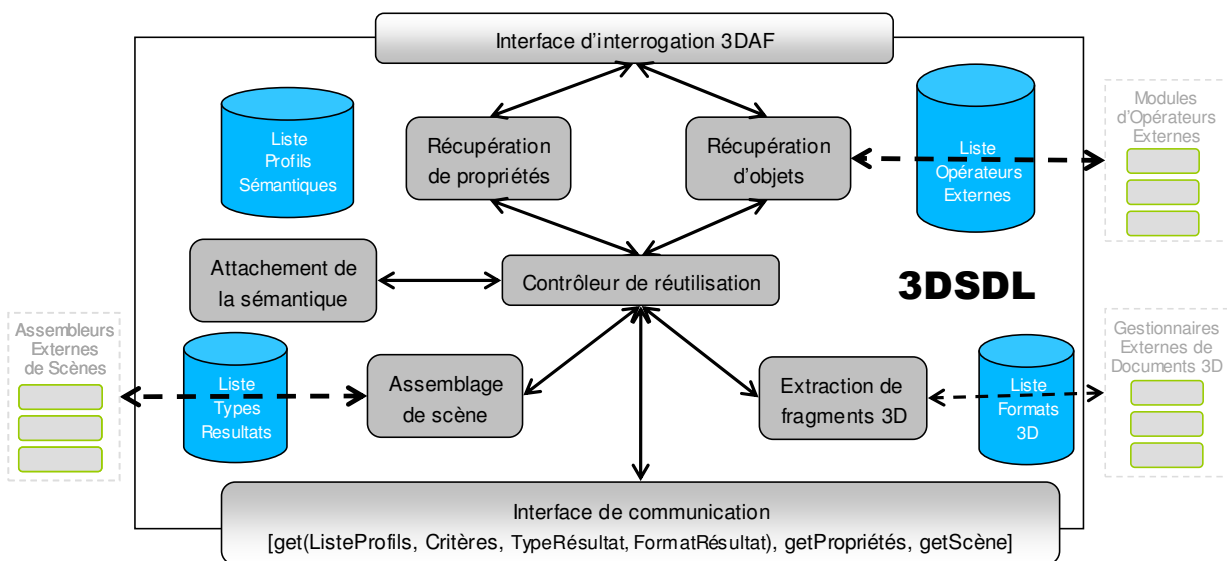 Interface d'interrogation 3DAF
Liste
Profils
Sémantiques
Récupération
de propriétés
Récupération
d'objets
Liste
Opérateurs
Externes
Modules
d'Opérateurs
Externes
Attachement de
la sémantique
Contrôleur de réutilisation
3DSDL
Assembleurs
Externes
de Scènes
Liste
Types
Resultats
Assemblage
de scène
Extraction de
fragments 3D
Liste
Formats
3D
Gestionnaires
Externes de
Documents 3D
Interface de communication
[get(ListeProfils, Critères, TypeRésultat, FormatRésultat), getPropriétés, getScène]